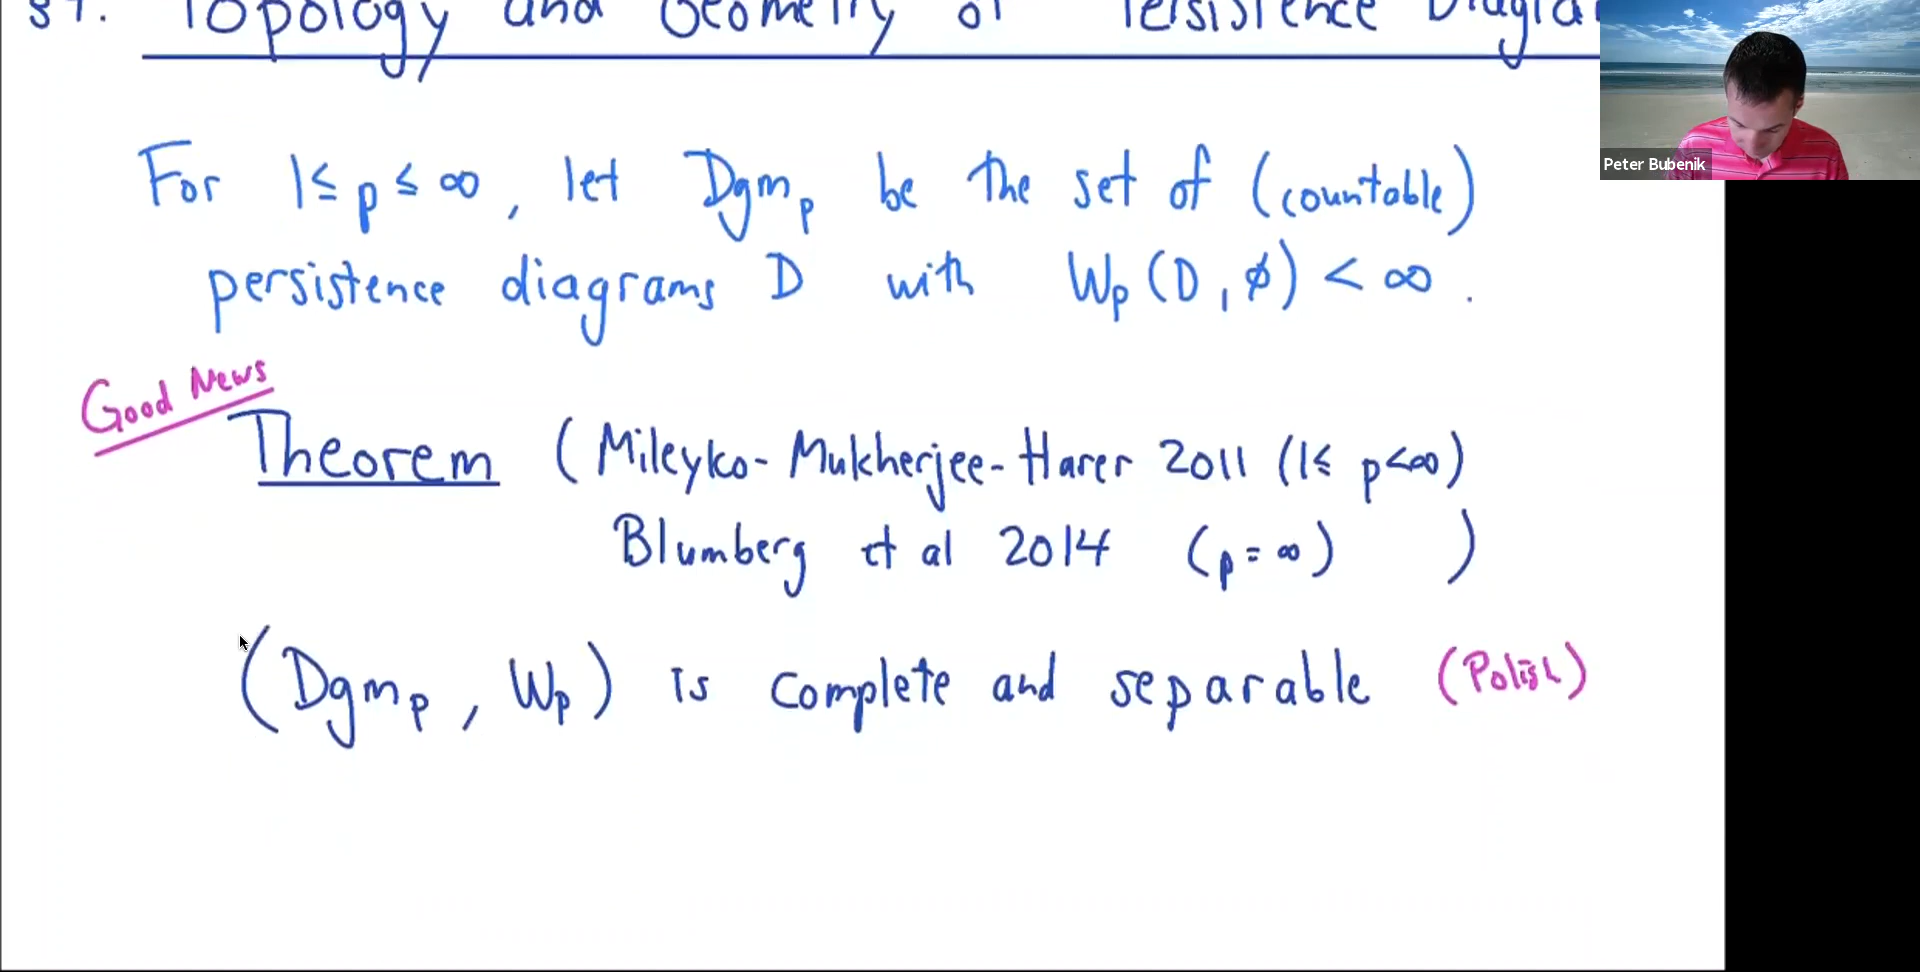 §1. Topology and Geometry of Persistence
Peter Bubenik
For 1 ≤ p ≤ ∞, let Dgm_p be the set of (countable)
persistence diagrams D with W_p(D, ∅) < ∞.
Good News
Theorem (Mileyko-Mukherjee-Harer 2011 (1≤ p<∞)
Blumberg et al 2014 (p = ∞) )
(Dgm_p, W_p) is complete and separable (Polish)